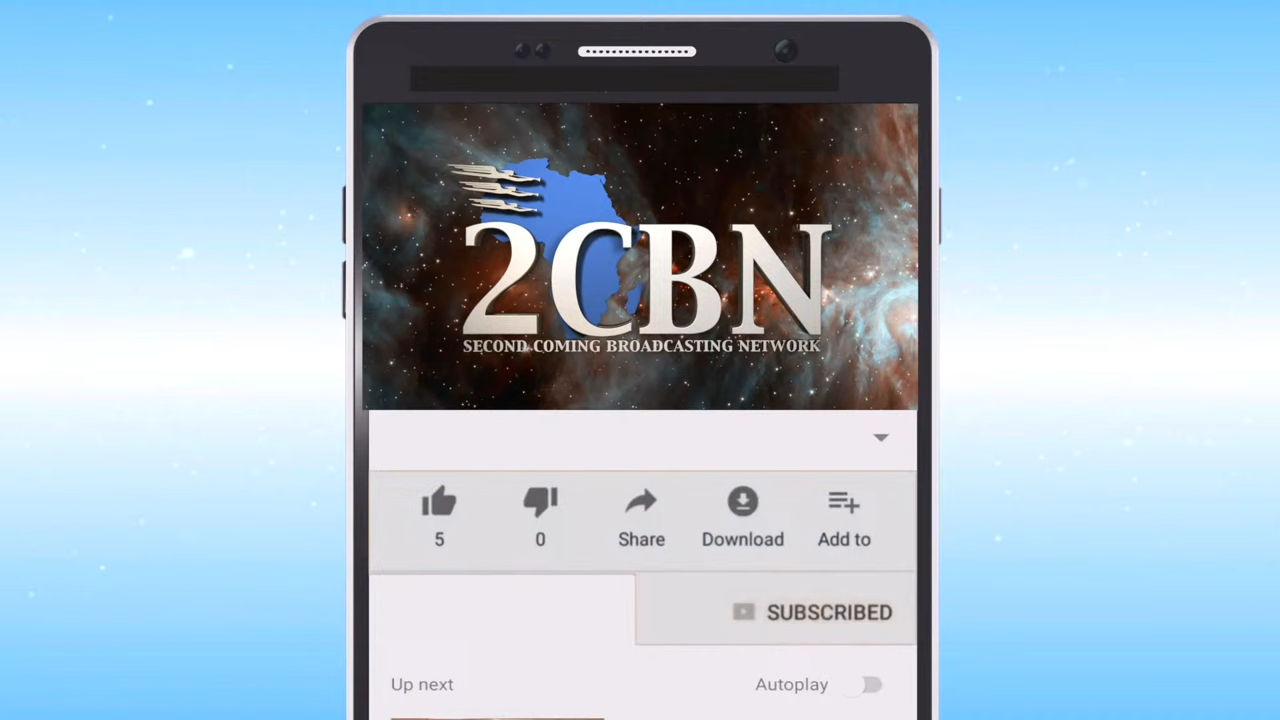 2CBN
SECOND COMING BROADCASTING NETWORK
5 0 Share Download Add to
SUBSCRIBED
Up next Autoplay